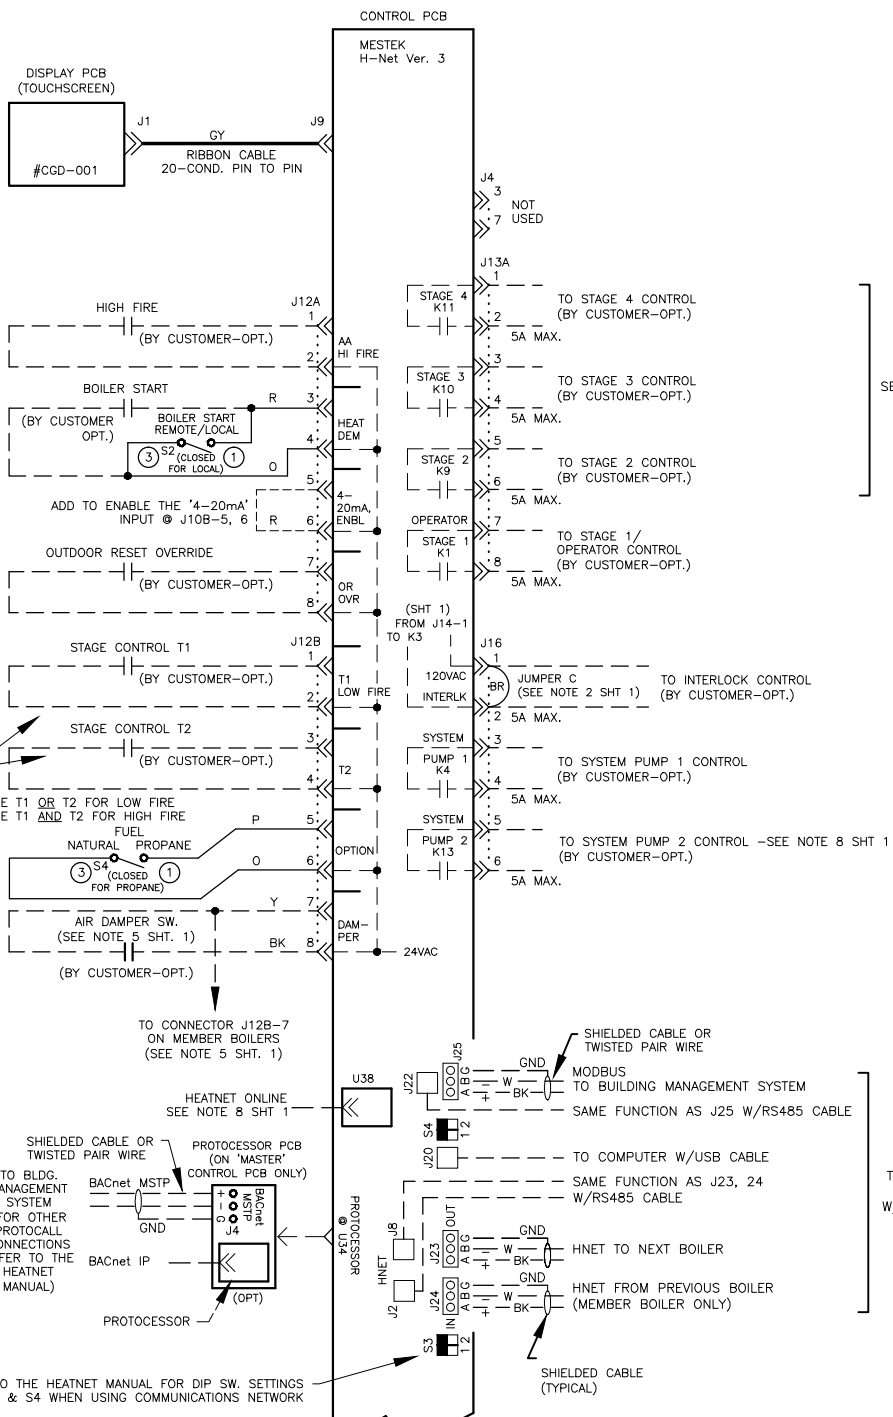 CONTROL PCB
MESTEK
H-Net Ver. 3
DISPLAY PCB
(TOUCHSCREEN)
#CGD-001
J1
GY
J9
RIBBON CABLE
20-COND. PIN TO PIN
J4
3
7
NOT
USED
J12A
HIGH FIRE
1
(BY CUSTOMER-OPT.)
2
AA
HI FIRE
BOILER START
R
3
(BY CUSTOMER
OPT.)
BOILER START
REMOTE/LOCAL
3
S2
(CLOSED
FOR LOCAL)
1
4
O
HEAT
DEM
5
ADD TO ENABLE THE '4-20mA'
INPUT @ J10B-5, 6
R
6
4-
20mA,
ENBL
OUTDOOR RESET OVERRIDE
7
(BY CUSTOMER-OPT.)
8
OR
OVR
J12B
STAGE CONTROL T1
1
(BY CUSTOMER-OPT.)
2
T1
LOW FIRE
STAGE CONTROL T2
3
(BY CUSTOMER-OPT.)
4
T2
E T1 OR T2 FOR LOW FIRE
E T1 AND T2 FOR HIGH FIRE
FUEL
NATURAL PROPANE
P
5
3
S4
(CLOSED
FOR PROPANE)
1
O
6
OPTION
Y
7
AIR DAMPER SW.
(SEE NOTE 5 SHT. 1)
BK
8
(BY CUSTOMER-OPT.)
DAM-
PER
24VAC
TO CONNECTOR J12B-7
ON MEMBER BOILERS
(SEE NOTE 5 SHT. 1)
J13A
1
STAGE 4
K11
2
TO STAGE 4 CONTROL
(BY CUSTOMER-OPT.)
5A MAX.
3
STAGE 3
K10
4
TO STAGE 3 CONTROL
(BY CUSTOMER-OPT.)
5A MAX.
SE
5
STAGE 2
K9
6
TO STAGE 2 CONTROL
(BY CUSTOMER-OPT.)
5A MAX.
OPERATOR
7
STAGE 1
K1
8
TO STAGE 1/
OPERATOR CONTROL
(BY CUSTOMER-OPT.)
5A MAX.
(SHT 1)
FROM J14-1
TO K3
J16
1
120VAC
INTERLK
BR
JUMPER C
(SEE NOTE 2 SHT 1)
TO INTERLOCK CONTROL
(BY CUSTOMER-OPT.)
2
5A MAX.
SYSTEM
3
PUMP 1
K4
4
TO SYSTEM PUMP 1 CONTROL
(BY CUSTOMER-OPT.)
5A MAX.
SYSTEM
5
PUMP 2
K13
6
TO SYSTEM PUMP 2 CONTROL -SEE NOTE 8 SHT 1
(BY CUSTOMER-OPT.)
5A MAX.
SHIELDED CABLE OR
TWISTED PAIR WIRE
J25
J22
A B G
GND
W
BK
-
+
MODBUS
TO BUILDING MANAGEMENT SYSTEM
SAME FUNCTION AS J25 W/RS485 CABLE
U38
HEATNET ONLINE
SEE NOTE 8 SHT 1
S4
1 2
J20
TO COMPUTER W/USB CABLE
SAME FUNCTION AS J23, 24
W/RS485 CABLE
SHIELDED CABLE OR
TWISTED PAIR WIRE
PROTOCESSOR PCB
(ON 'MASTER'
CONTROL PCB ONLY)
TO BLDG.
ANAGEMENT
SYSTEM
FOR OTHER
PROTOCALL
ONNECTIONS
FER TO THE
HEATNET
MANUAL)
BACnet MSTP
GND
+
-
G
BACnet
MSTP
J4
BACnet IP
(OPT)
PROTOCESSOR
PROTOCESSOR
@ U34
HNET
J8
J2
OUT
J23
A B G
GND
W
BK
-
+
HNET TO NEXT BOILER
J24
IN
A B G
GND
W
BK
-
+
HNET FROM PREVIOUS BOILER
(MEMBER BOILER ONLY)
T
W/
S3
1 2
SHIELDED CABLE
(TYPICAL)
O THE HEATNET MANUAL FOR DIP SW. SETTINGS
& S4 WHEN USING COMMUNICATIONS NETWORK